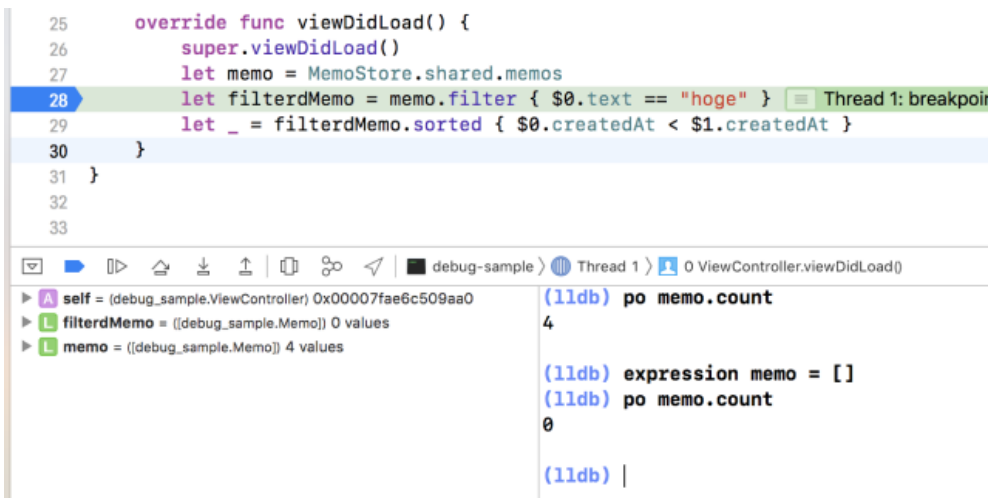 25 override func viewDidLoad() {
26 super.viewDidLoad()
27 let memo = MemoStore.shared.memos
28 let filterdMemo = memo.filter { $0.text == "hoge" } Thread 1: breakpoin
29 let _ = filterdMemo.sorted { $0.createdAt < $1.createdAt }
30 }
31 }
32
33
debug-sample 〉 Thread 1 〉 0 ViewController.viewDidLoad()
A self = (debug_sample.ViewController) 0x00007fae6c509aa0
L filterdMemo = ([debug_sample.Memo]) 0 values
L memo = ([debug_sample.Memo]) 4 values
(lldb) po memo.count
4
(lldb) expression memo = []
(lldb) po memo.count
0
(lldb)